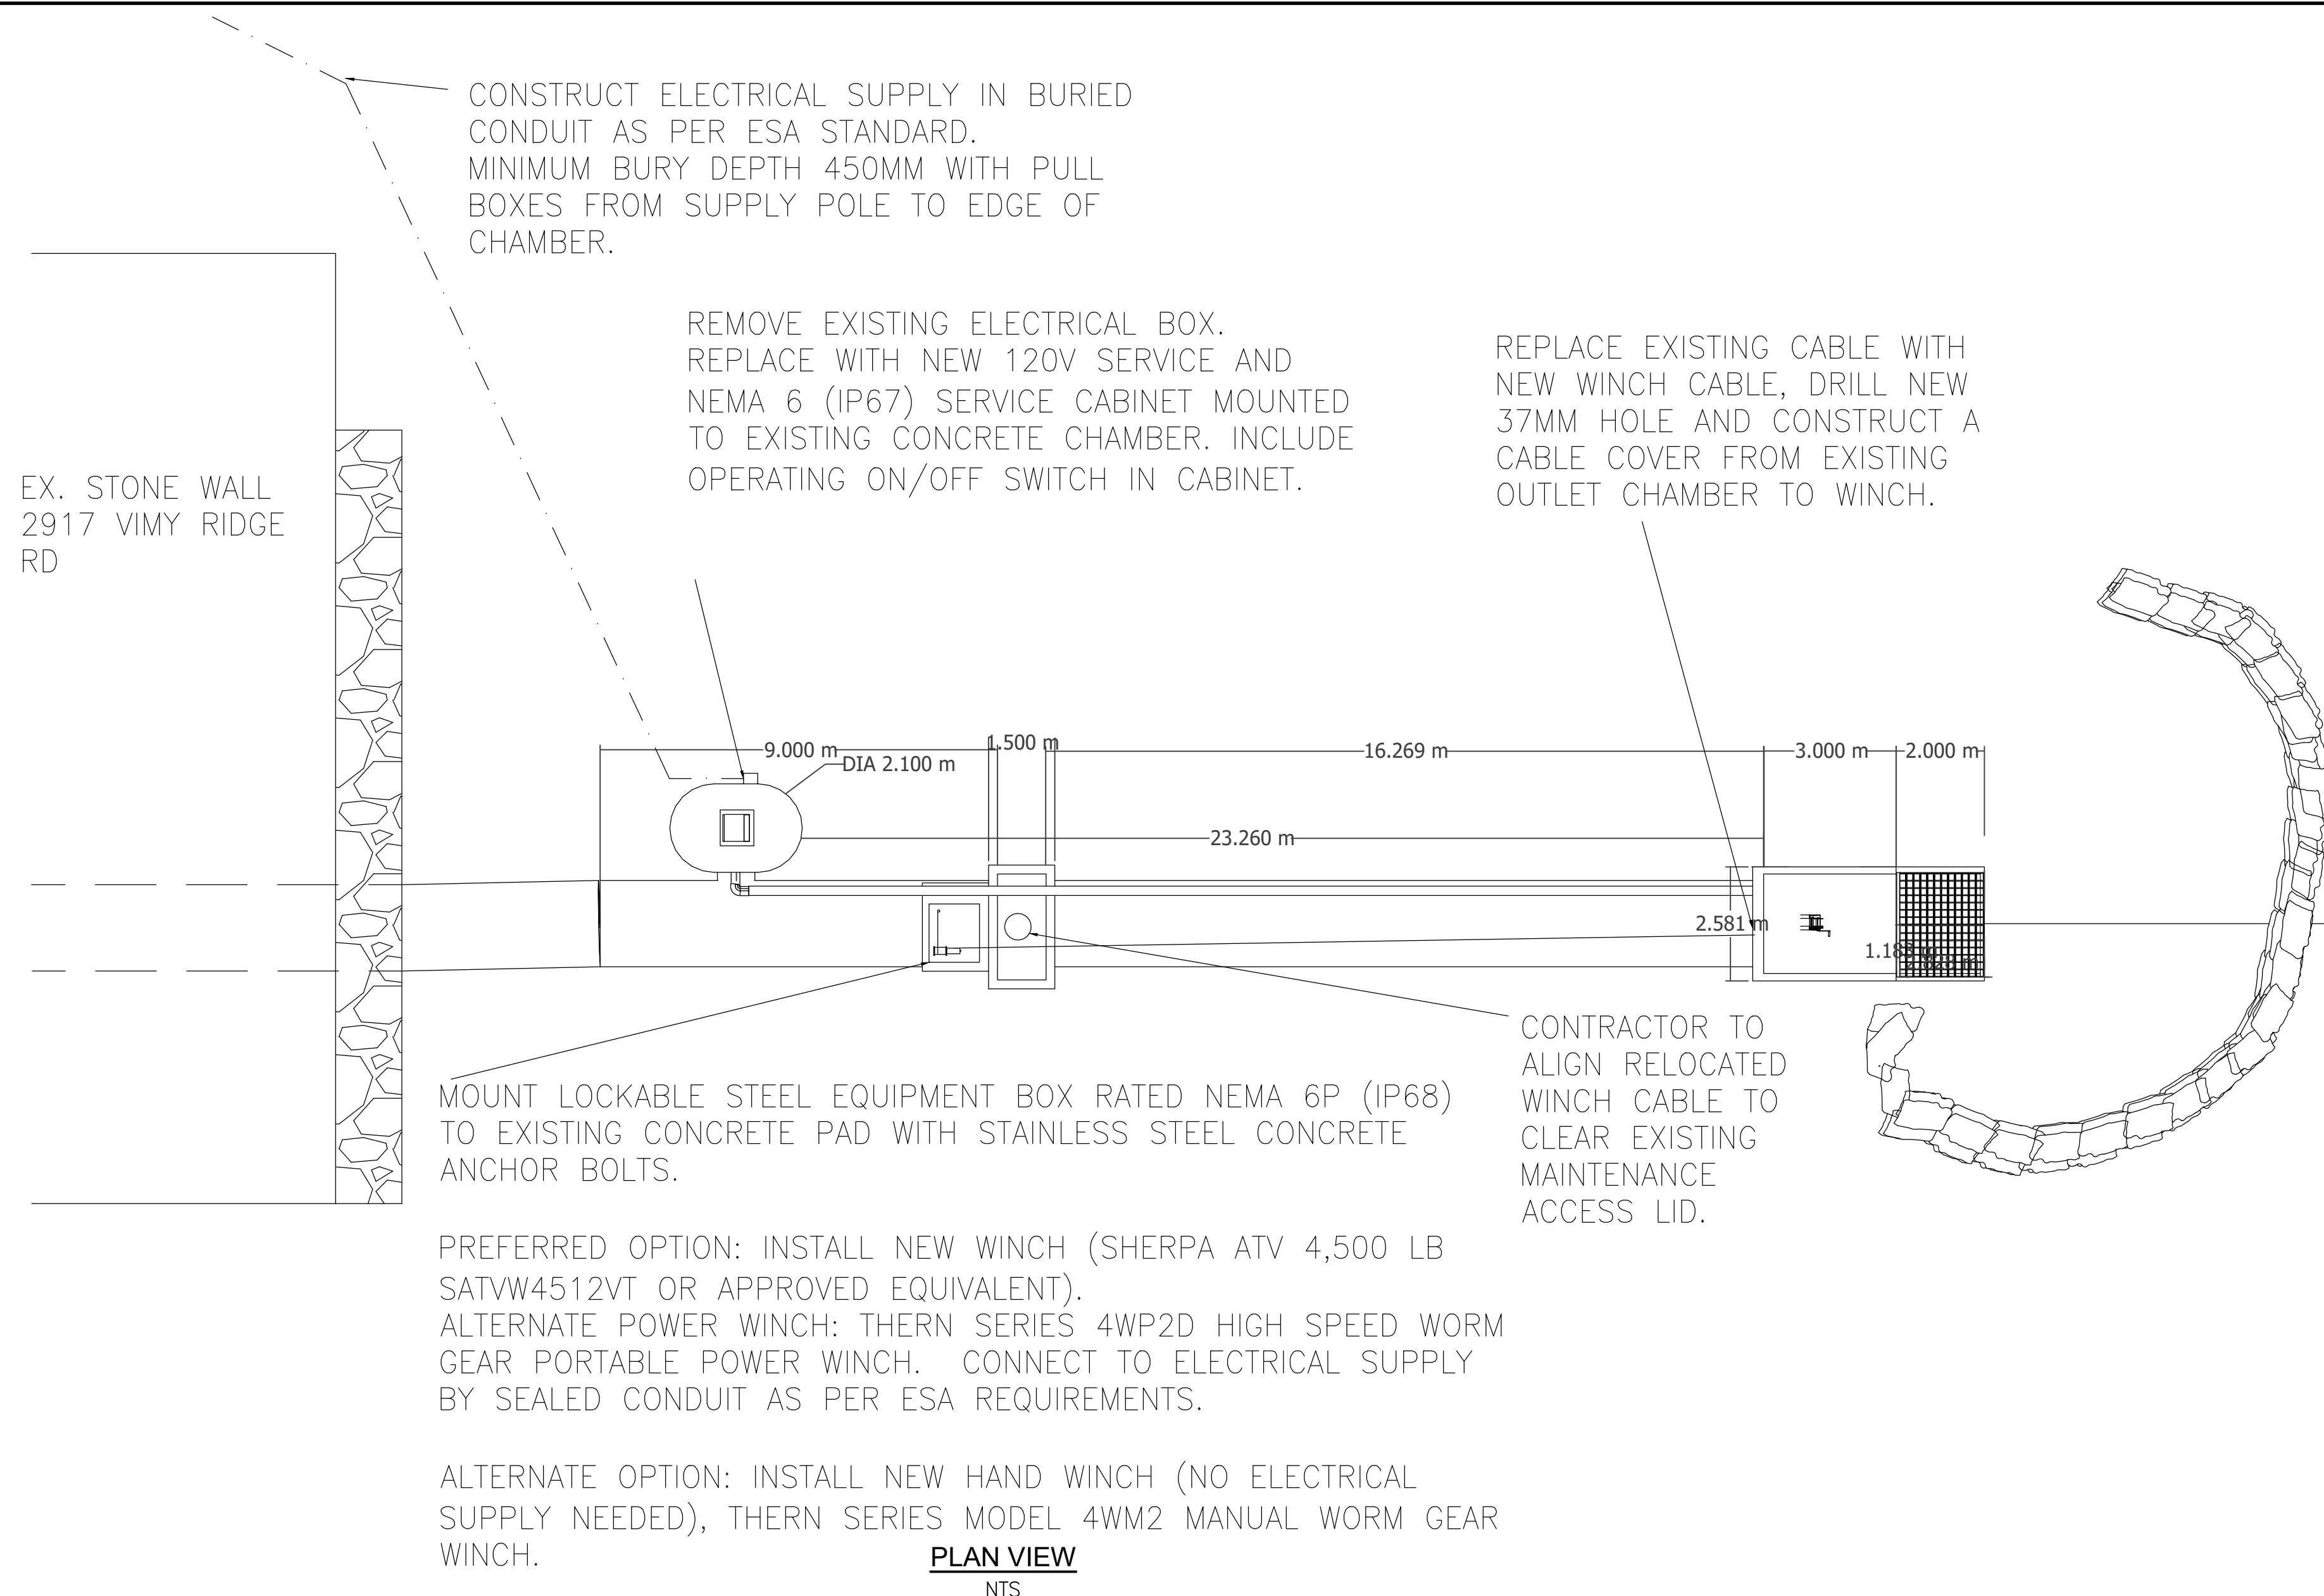 CONSTRUCT ELECTRICAL SUPPLY IN BURIED
CONDUIT AS PER ESA STANDARD.
MINIMUM BURY DEPTH 450MM WITH PULL
BOXES FROM SUPPLY POLE TO EDGE OF
CHAMBER.
REMOVE EXISTING ELECTRICAL BOX.
REPLACE WITH NEW 120V SERVICE AND
NEMA 6 (IP67) SERVICE CABINET MOUNTED
TO EXISTING CONCRETE CHAMBER. INCLUDE
OPERATING ON/OFF SWITCH IN CABINET.
REPLACE EXISTING CABLE WITH
NEW WINCH CABLE, DRILL NEW
37MM HOLE AND CONSTRUCT A
CABLE COVER FROM EXISTING
OUTLET CHAMBER TO WINCH.
EX. STONE WALL
2917 VIMY RIDGE
RD
9.000 m
DIA 2.100 m
1.500 m
16.269 m
3.000 m
2.000 m
23.260 m
2.581 m
CONTRACTOR TO
ALIGN RELOCATED
WINCH CABLE TO
CLEAR EXISTING
MAINTENANCE
ACCESS LID.
MOUNT LOCKABLE STEEL EQUIPMENT BOX RATED NEMA 6P (IP68)
TO EXISTING CONCRETE PAD WITH STAINLESS STEEL CONCRETE
ANCHOR BOLTS.
PREFERRED OPTION: INSTALL NEW WINCH (SHERPA ATV 4,500 LB
SATVW4512VT OR APPROVED EQUIVALENT).
ALTERNATE POWER WINCH: THERN SERIES 4WP2D HIGH SPEED WORM
GEAR PORTABLE POWER WINCH. CONNECT TO ELECTRICAL SUPPLY
BY SEALED CONDUIT AS PER ESA REQUIREMENTS.
ALTERNATE OPTION: INSTALL NEW HAND WINCH (NO ELECTRICAL
SUPPLY NEEDED), THERN SERIES MODEL 4WM2 MANUAL WORM GEAR
WINCH.
PLAN VIEW
NTS